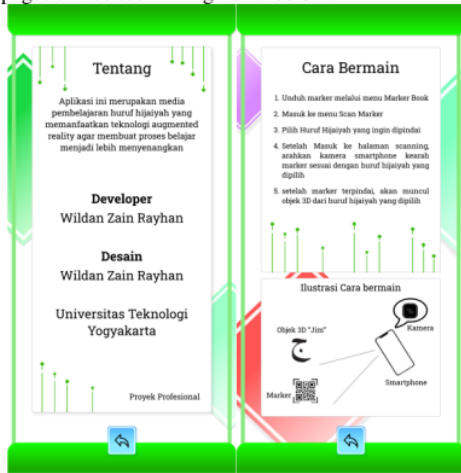 Tentang
Aplikasi ini merupakan media
pembelajaran huruf hijaiyah yang
memanfaatkan teknologi augmented
reality agar membuat proses belajar
menjadi lebih menyenangkan
Developer
Wildan Zain Rayhan
Desain
Wildan Zain Rayhan
Universitas Teknologi
Yogyakarta
Proyek Profesional
Cara Bermain
1. Unduh marker melalui menu Marker Book
2. Masuk ke menu Scan Marker
3. Pilih Huruf Hijaiyah yang ingin dipindai
4. Setelah Masuk ke halaman scanning,
arahkan kamera smartphone kearah
marker sesuai dengan huruf hijaiyah yang
dipilih
5. setelah marker terpindai, akan muncul
objek 3D dari huruf hijaiyah yang dipilih
Ilustrasi Cara bermain
Kamera
Objek 3D "Jim"
ج
Smartphone
Marker